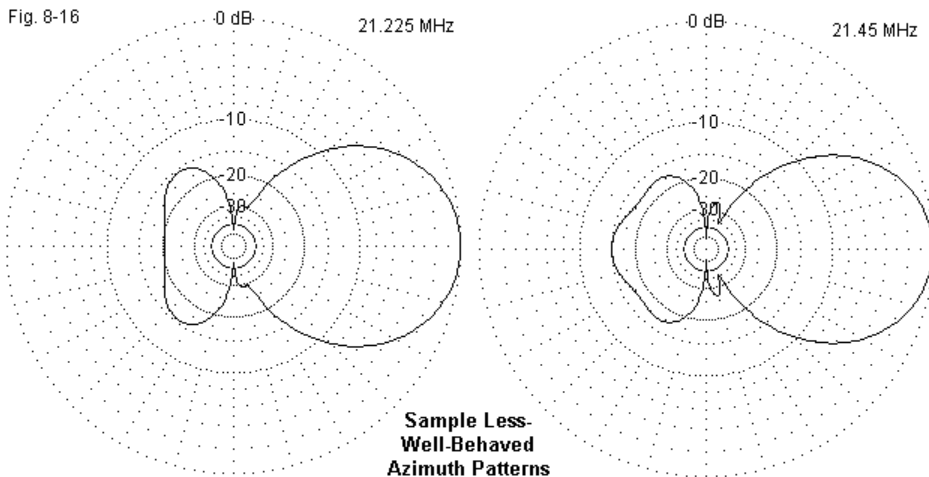 Fig. 8-16
0 dB
21.225 MHz
-10
-20
-30
0 dB
21.45 MHz
-10
-20
-30
Sample Less-
Well-Behaved
Azimuth Patterns